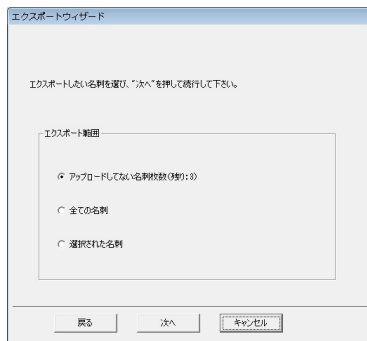 エクスポートウィザード
エクスポートしたい名刺を選び、"次へ"を押して続行して下さい。
エクスポート範囲
アップロードしてない名刺枚数(残り:3)
全ての名刺
選択された名刺
戻る
次へ
キャンセル